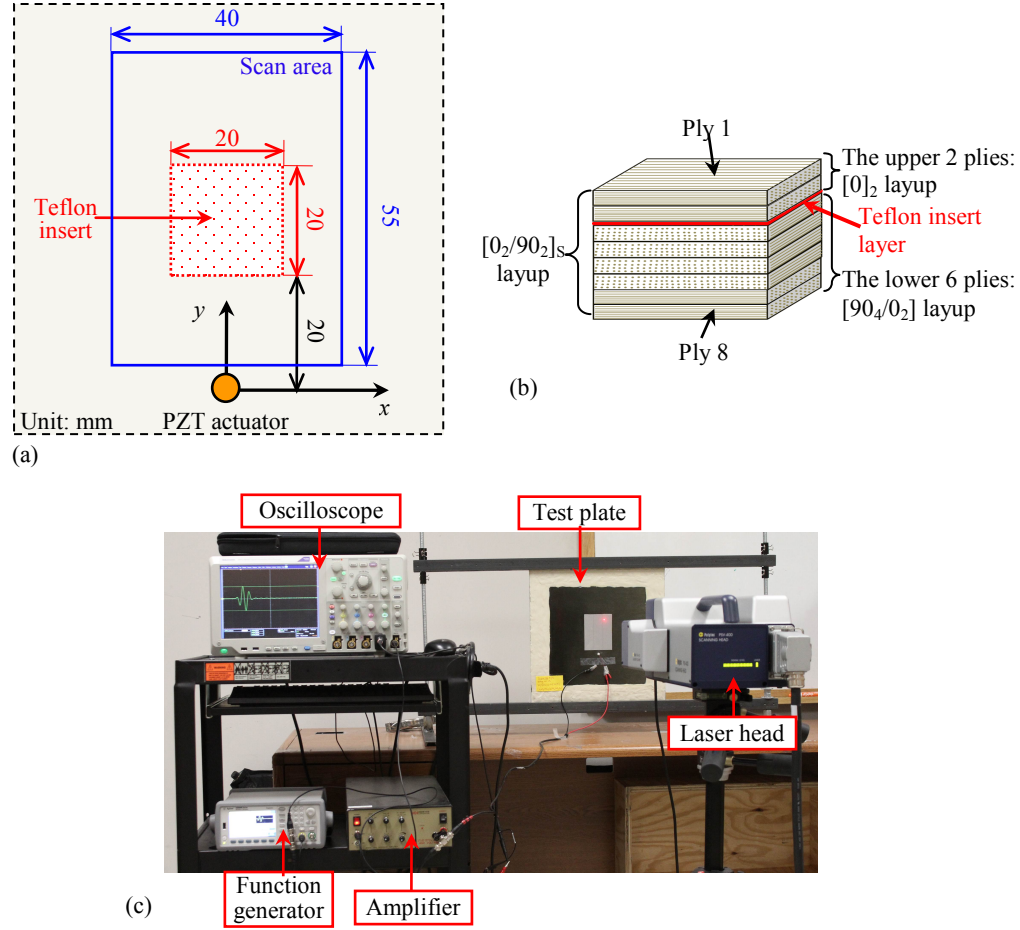 40
Scan area
20
Teflon
insert
20
55
20
y
x
Unit: mm
PZT actuator
(a)
Ply 1
The upper 2 plies:
[0]2 layup
Teflon insert
layer
[02/902]S
layup
The lower 6 plies:
[904/02] layup
Ply 8
(b)
Oscilloscope
Test plate
Laser head
Function
generator
Amplifier
(c)